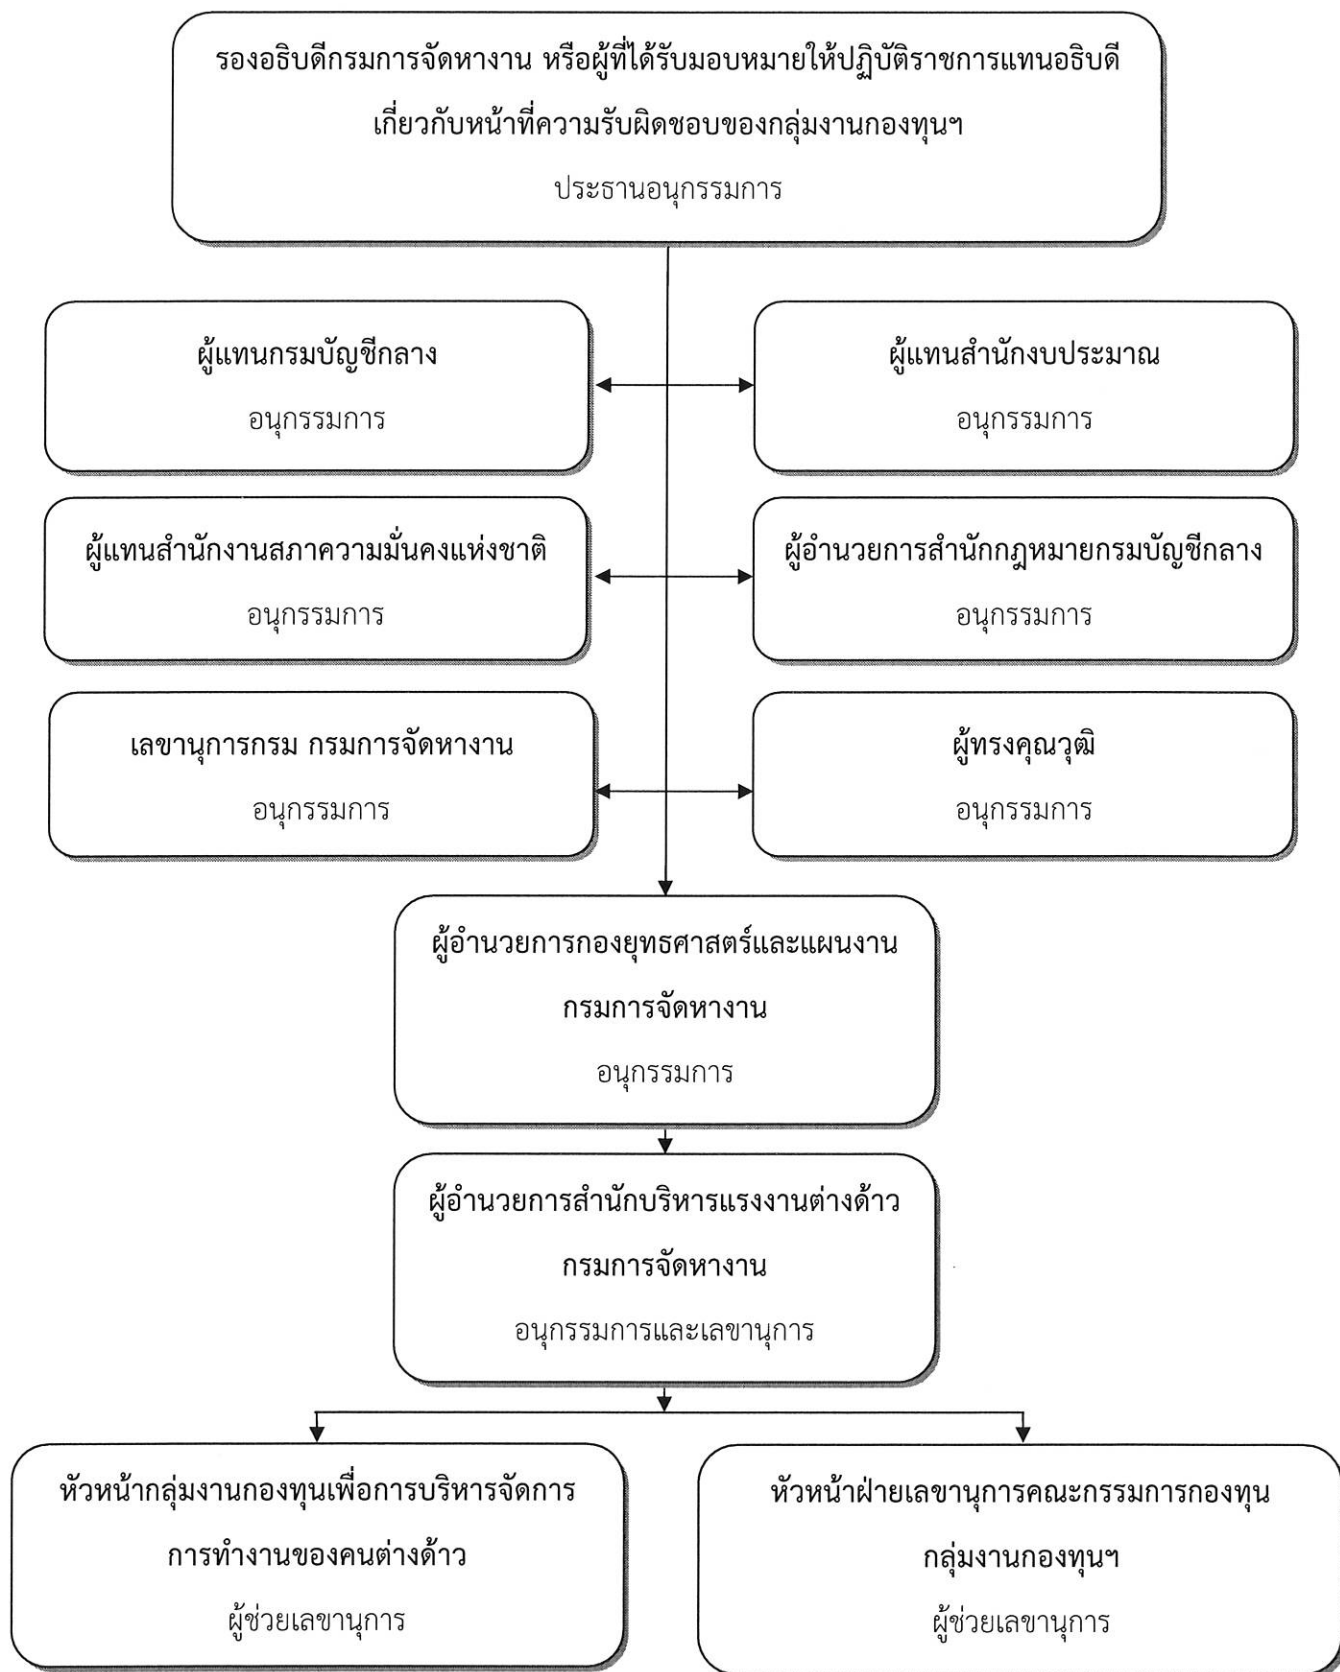 รองอธิบดีกรมการจัดหางาน หรือผู้ที่ได้รับมอบหมายให้ปฏิบัติราชการแทนอธิบดี
เกี่ยวกับหน้าที่ความรับผิดชอบของกลุ่มงานกองทุนฯ
ประธานอนุกรรมการ
ผู้แทนกรมบัญชีกลาง
อนุกรรมการ
ผู้แทนสำนักงบประมาณ
อนุกรรมการ
ผู้แทนสำนักงานสภาความมั่นคงแห่งชาติ
อนุกรรมการ
ผู้อำนวยการสำนักกฎหมายกรมบัญชีกลาง
อนุกรรมการ
เลขานุการกรม กรมการจัดหางาน
อนุกรรมการ
ผู้ทรงคุณวุฒิ
อนุกรรมการ
ผู้อำนวยการกองยุทธศาสตร์และแผนงาน
กรมการจัดหางาน
อนุกรรมการ
ผู้อำนวยการสำนักบริหารแรงงานต่างด้าว
กรมการจัดหางาน
อนุกรรมการและเลขานุการ
หัวหน้ากลุ่มงานกองทุนเพื่อการบริหารจัดการ
การทำงานของคนต่างด้าว
ผู้ช่วยเลขานุการ
หัวหน้าฝ่ายเลขานุการคณะกรรมการกองทุน
กลุ่มงานกองทุนฯ
ผู้ช่วยเลขานุการ